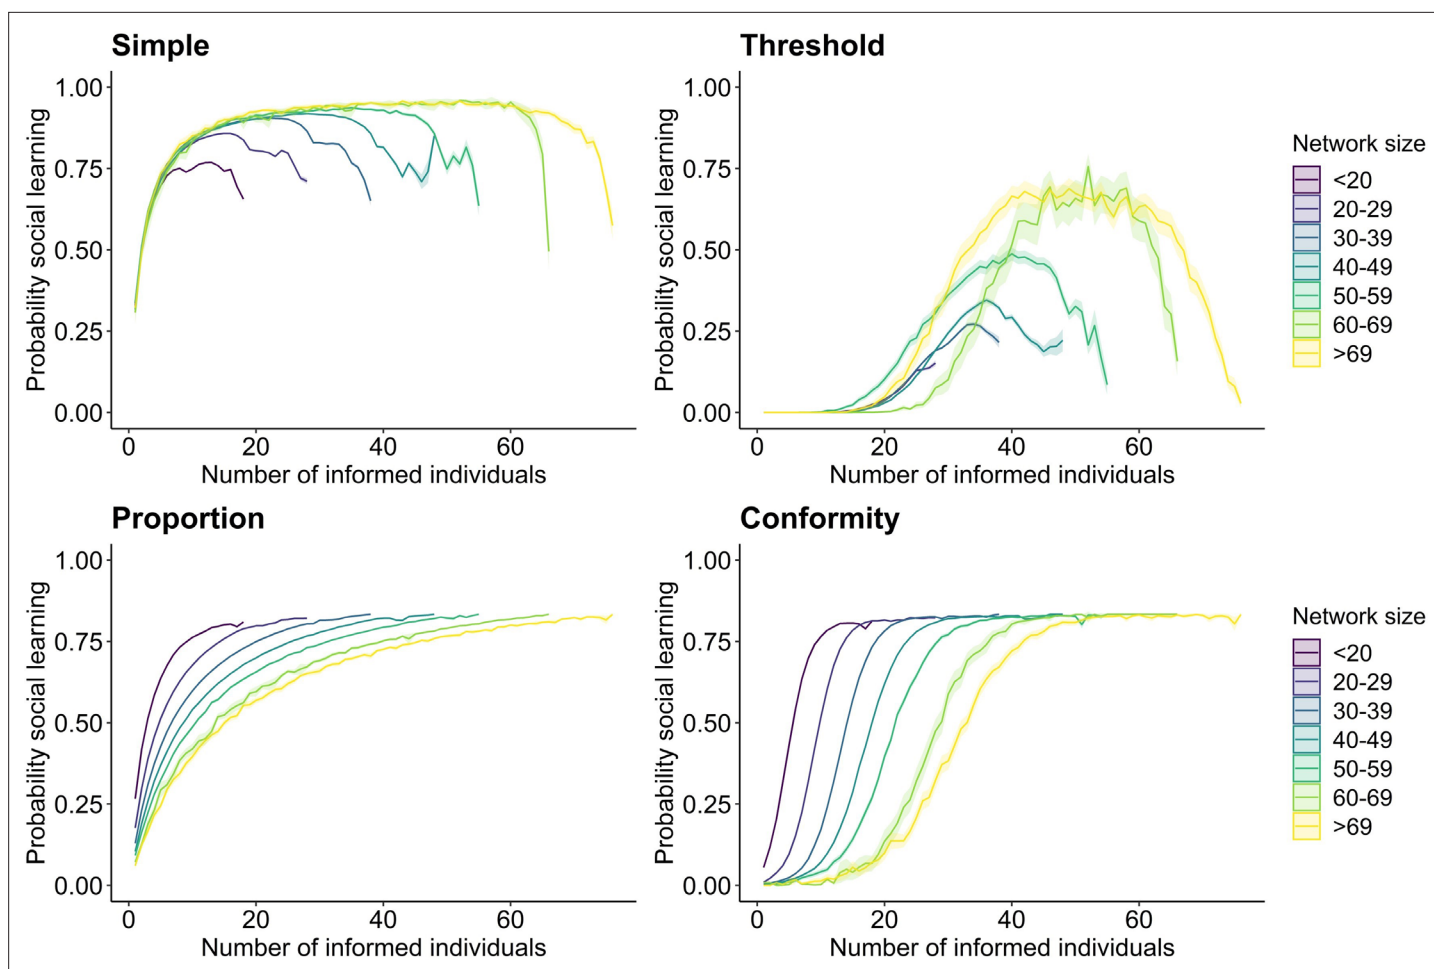 Simple
1.00
0.75
0.50
0.25
0.00
Probability social learning
0 20 40 60
Number of informed individuals
Threshold
1.00
0.75
0.50
0.25
0.00
Probability social learning
0 20 40 60
Number of informed individuals
Network size
<20
20-29
30-39
40-49
50-59
60-69
>69
Proportion
1.00
0.75
0.50
0.25
0.00
Probability social learning
0 20 40 60
Number of informed individuals
Conformity
1.00
0.75
0.50
0.25
0.00
Probability social learning
0 20 40 60
Number of informed individuals
Network size
<20
20-29
30-39
40-49
50-59
60-69
>69